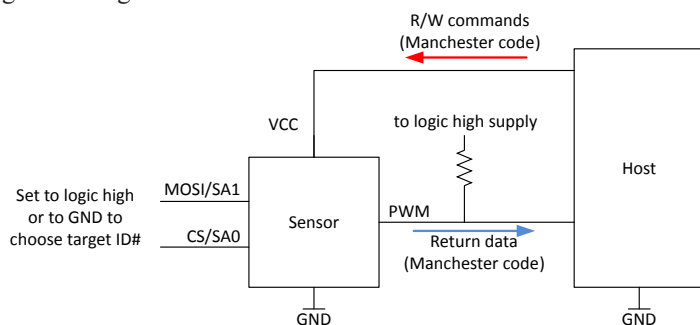 R/W commands
(Manchester code)
VCC
to logic high supply
Host
Set to logic high
or to GND to
choose target ID#
MOSI/SA1
CS/SA0
Sensor
PWM
Return data
(Manchester code)
GND
GND